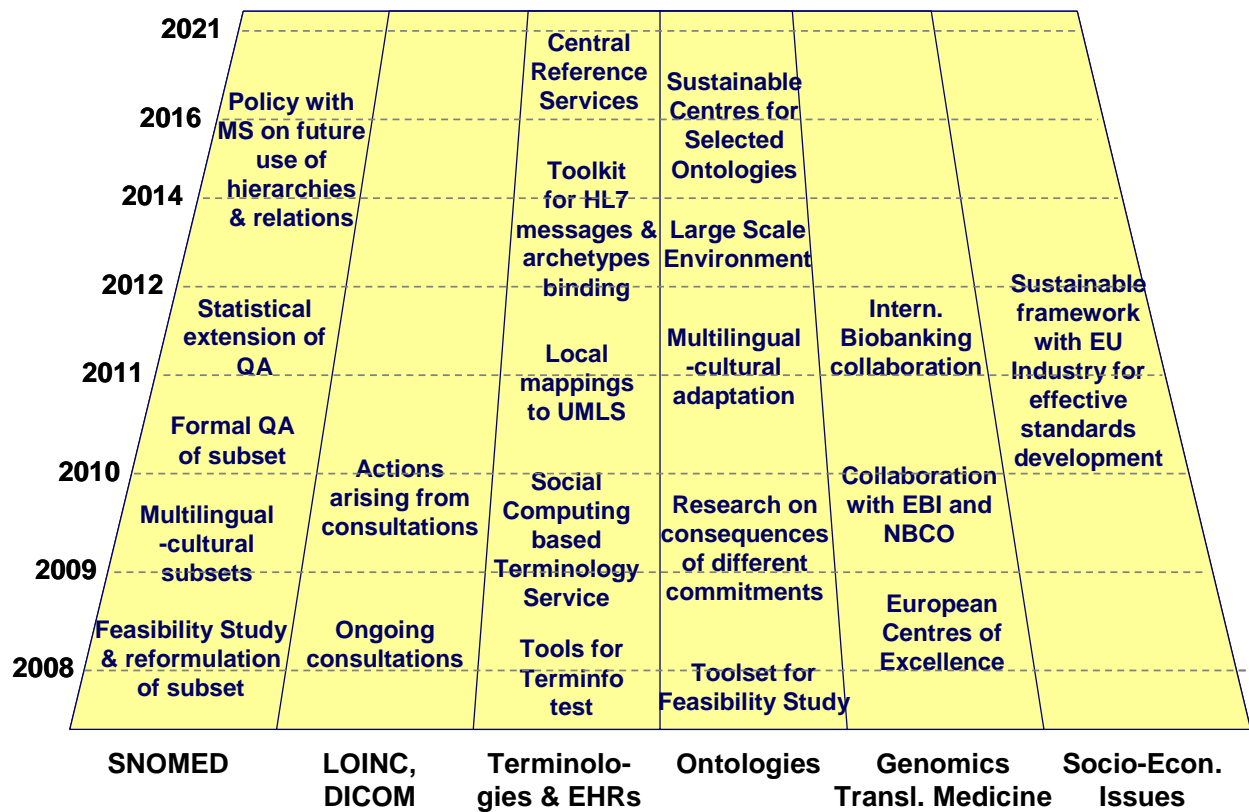 2021
2016
2014
2012
2011
2010
2009
2008
Policy with
MS on future
use of
hierarchies
& relations
Statistical
extension of
QA
Formal QA
of subset
Multilingual
-cultural
subsets
Feasibility Study
& reformulation
of subset
Actions
arising from
consultations
Ongoing
consultations
Central
Reference
Services
Toolkit
for HL7
messages &
archetypes
binding
Local
mappings
to UMLS
Social
Computing
based
Terminology
Service
Tools for
Terminfo
test
Sustainable
Centres for
Selected
Ontologies
Large Scale
Environment
Multilingual
-cultural
adaptation
Research on
consequences
of different
commitments
Toolset for
Feasibility Study
Intern.
Biobanking
collaboration
Collaboration
with EBI and
NBCO
European
Centres of
Excellence
Sustainable
framework
with EU
Industry for
effective
standards
development
SNOMED
LOINC,
DICOM
Terminolo-
gies & EHRs
Ontologies
Genomics
Transl. Medicine
Socio-Econ.
Issues